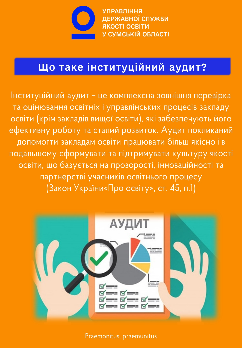 УПРАВЛІННЯ
ДЕРЖАВНОЇ СЛУЖБИ
ЯКОСТІ ОСВІТИ
У СУМСЬКІЙ ОБЛАСТІ
Що таке інституційний аудит?
Інституційний аудит - це комплексна зовнішня перевірка
та оцінювання освітніх і управлінських процесів закладу
освіти (крім закладів вищої освіти), які забезпечують його
ефективну роботу та сталий розвиток. Аудит покликаний
допомогти закладам освіти працювати більш якісно і в
подальшому сформувати та підтримувати культуру якості
освіти, що базується на прозорості, інноваційності та
партнерстві учасників освітнього процесу
(Закон України«Про освіту», ст. 45, п.1)
АУДИТ